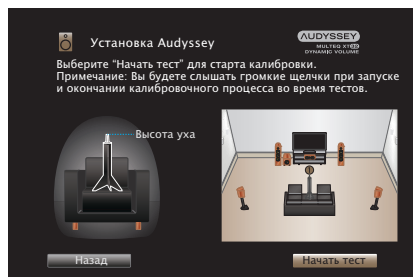 Установка Audyssey
AUDYSSEY
MULTEQ XT32
DYNAMIC VOLUME
Выберите “Начать тест” для старта калибровки.
Примечание: Вы будете слышать громкие щелчки при запуске
и окончании калибровочного процесса во время тестов.
Высота уха
Назад
Начать тест